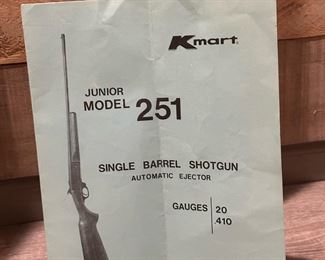 Kmart
JUNIOR
MODEL 251
SINGLE BARREL SHOTGUN
AUTOMATIC EJECTOR
GAUGES 20
.410